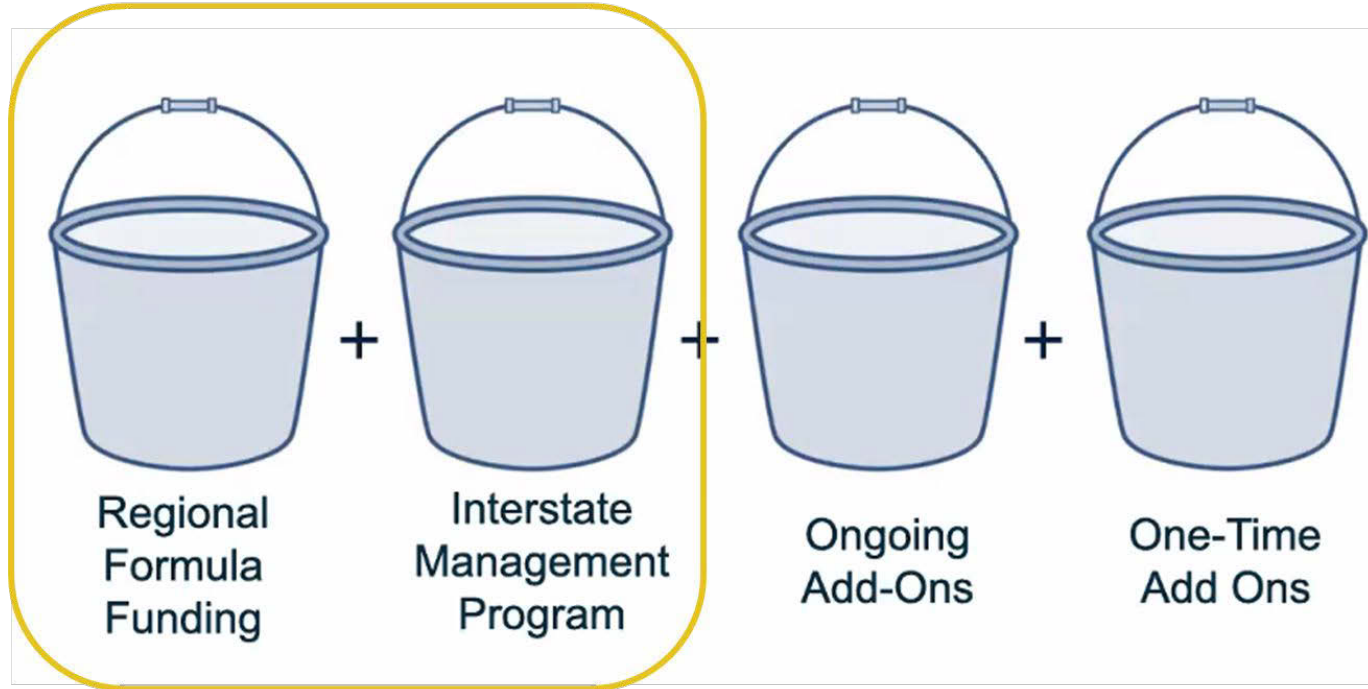 Regional
Formula
Funding
+
Interstate
Management
Program
+
Ongoing
Add-Ons
+
One-Time
Add Ons